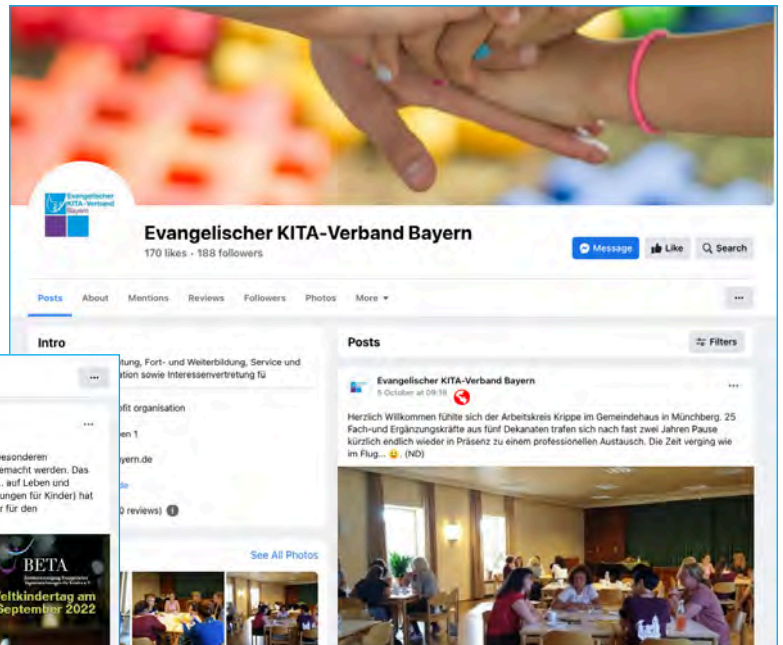 Evangelischer
KITA-Verband
Bayern
Evangelischer KITA-Verband Bayern
170 likes • 188 followers
Message
Like
Search
Posts
About
Mentions
Reviews
Followers
Photos
More
Intro
tung, Fort- und Weiterbildung, Service und
ation sowie Interessenvertretung fü
ofit organisation
en 1
yern.de
de
0 reviews)
See All Photos
Posts
Filters
Evangelischer KITA-Verband Bayern
5 October at 09:18
Herzlich Willkommen fühlte sich der Arbeitskreis Krippe im Gemeindehaus in Münchberg. 25
Fach-und Ergänzungskräfte aus fünf Dekanaten trafen sich nach fast zwei Jahren Pause
kürzlich endlich wieder in Präsenz zu einem professionellen Austausch. Die Zeit verging wie
im Flug... 😉. (ND)
esonderen
emacht werden. Das
... auf Leben und
ungen für Kinder) hat
r für den
BETA
eltkindertag am
September 2022